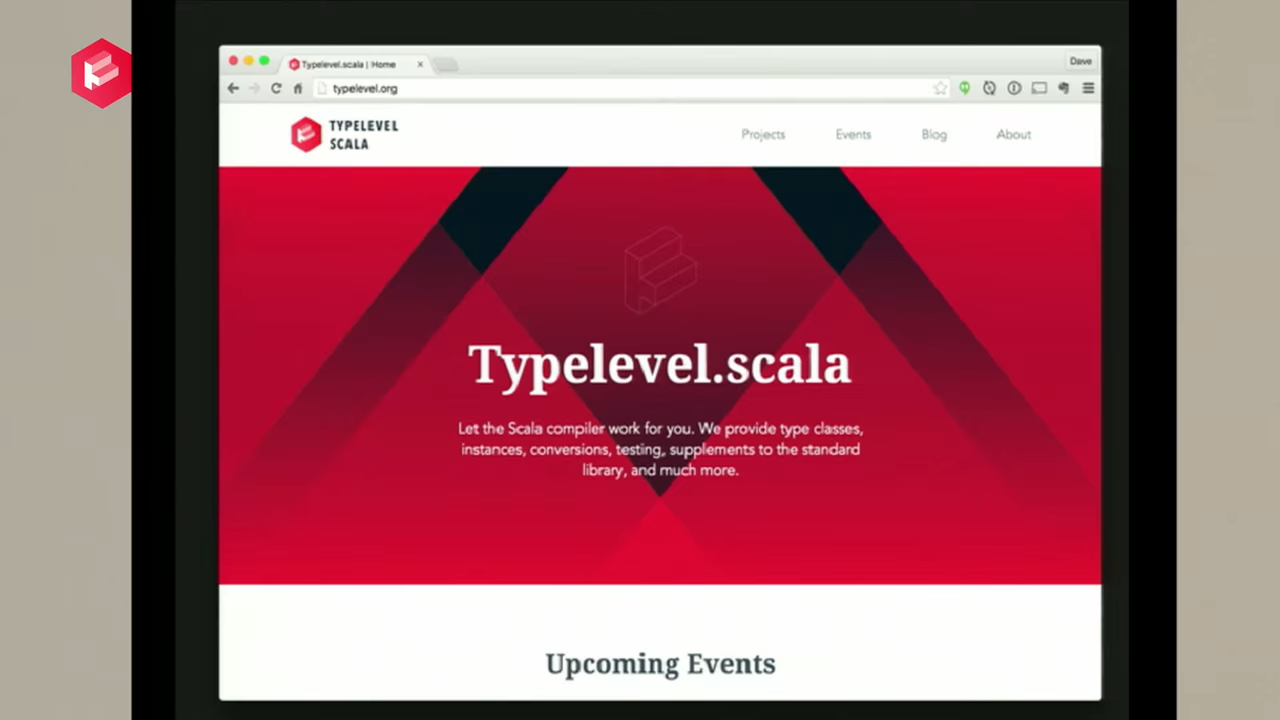 Typelevel.scala | Home
Dave
typelevel.org
TYPELEVEL
SCALA
Projects
Events
Blog
About
Typelevel.scala
Let the Scala compiler work for you. We provide type classes,
instances, conversions, testing, supplements to the standard
library, and much more.
Upcoming Events